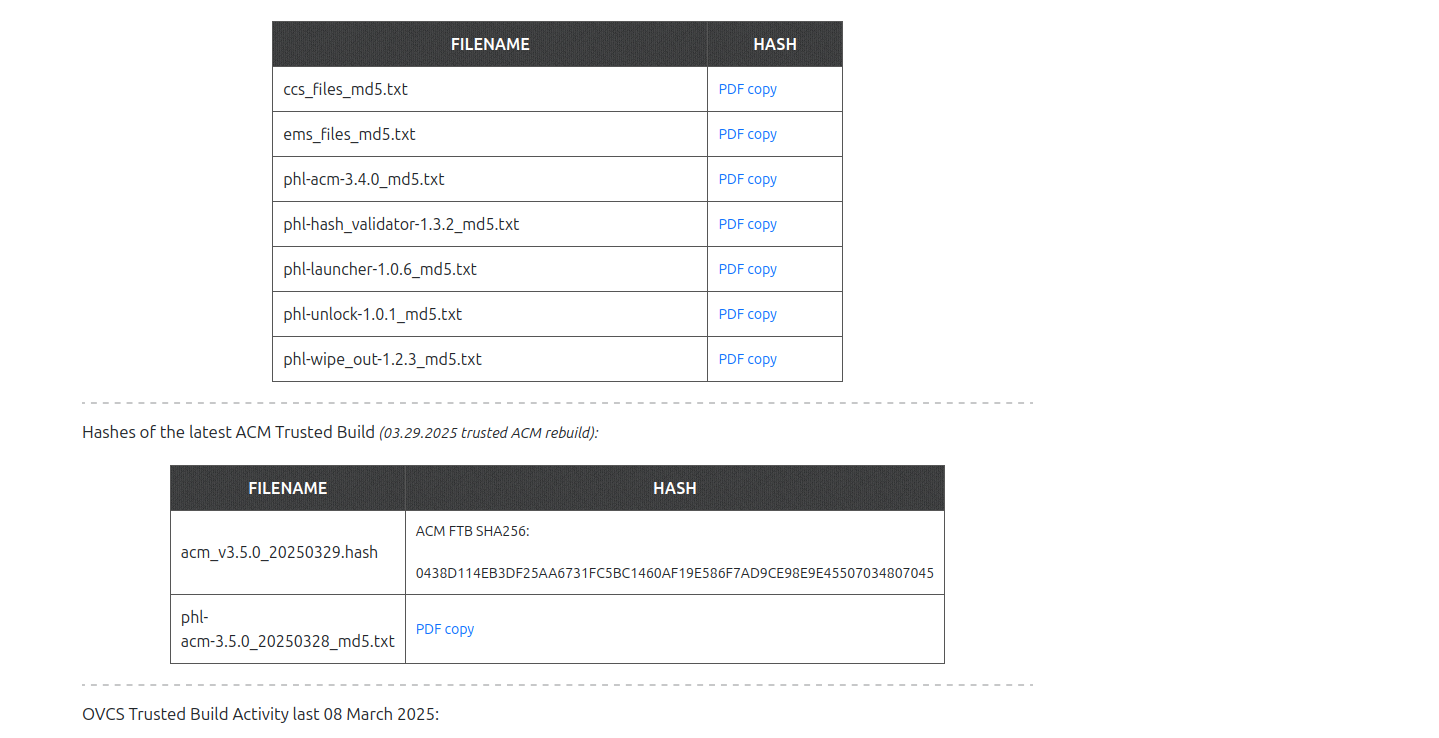 FILENAME HASH
ccs_files_md5.txt PDF copy
ems_files_md5.txt PDF copy
phl-acm-3.4.0_md5.txt PDF copy
phl-hash_validator-1.3.2_md5.txt PDF copy
phl-launcher-1.0.6_md5.txt PDF copy
phl-unlock-1.0.1_md5.txt PDF copy
phl-wipe_out-1.2.3_md5.txt PDF copy
Hashes of the latest ACM Trusted Build (03.29.2025 trusted ACM rebuild):
FILENAME HASH
acm_v3.5.0_20250329.hash
ACM FTB SHA256:
0438D114EB3DF25AA6731FC5BC1460AF19E586F7AD9CE98E9E45507034807045
phl-
acm-3.5.0_20250328_md5.txt
PDF copy
OVCS Trusted Build Activity last 08 March 2025: